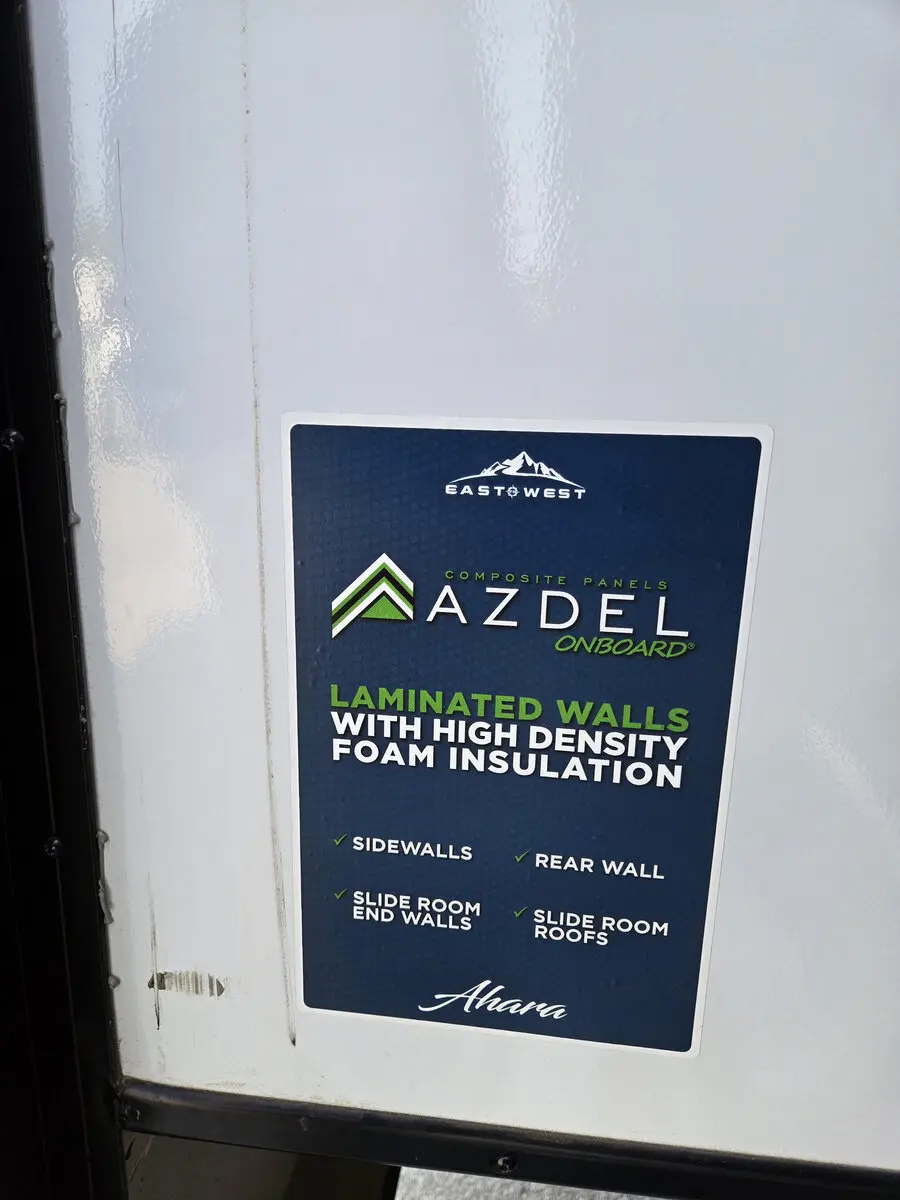 EAST WEST
COMPOSITE PANELS
AZDEL
ONBOARD®
LAMINATED WALLS
WITH HIGH DENSITY
FOAM INSULATION
✓ SIDEWALLS
✓ REAR WALL
✓ SLIDE ROOM
END WALLS
✓ SLIDE ROOM
ROOFS
Ahara